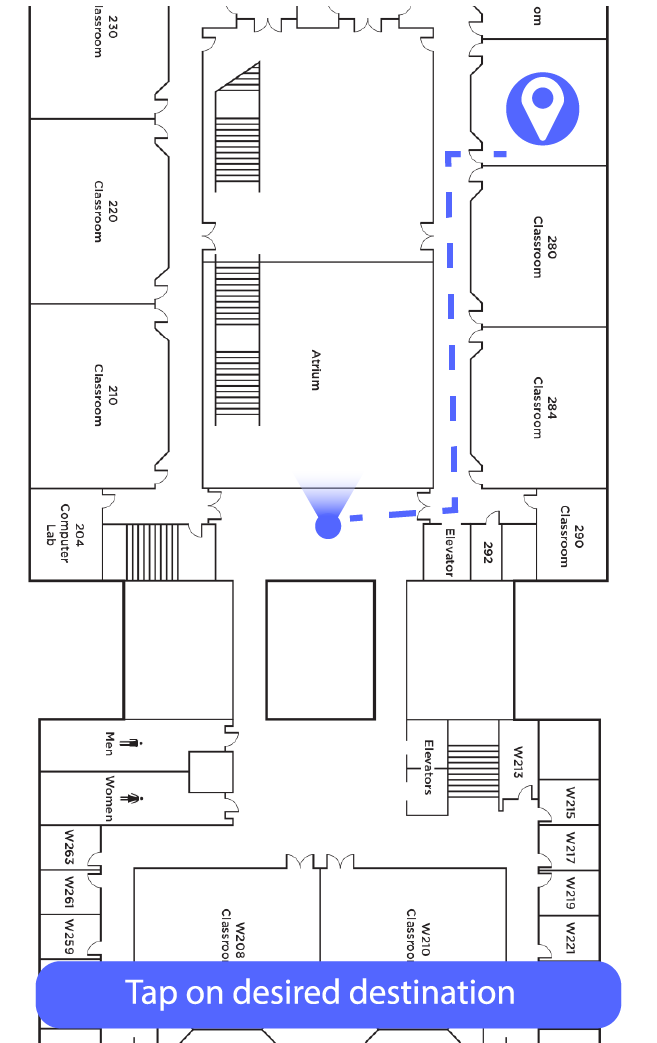 om
230
lassroom
220
Classroom
280
Classroom
210
Classroom
Atrium
284
Classroom
204
Computer
Lab
Elevator
292
290
Classroom
Men
Women
Elevators
W213
W215
W263
W217
W261
W219
W259
W221
W208
Classroo
W210
Classroo
Tap on desired destination